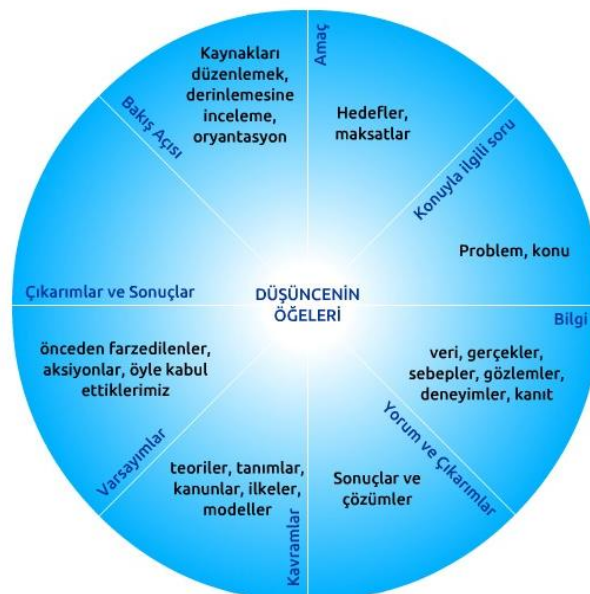 Amaç
Hedefler,
maksatlar
Konuyla ilgili soru
Problem, konu
Bilgi
veri, gerçekler,
sebepler, gözlemler,
deneyimler, kanıt
Yorum ve Çıkarımlar
Sonuçlar ve
çözümler
Kavramlar
teoriler, tanımlar,
kanunlar, ilkeler,
modeller
Varsayımlar
önceden farzedilenler,
aksiyonlar, öyle kabul
ettiklerimiz
Çıkarımlar ve Sonuçlar
Bakış Açısı
Kaynakları
düzenlemek,
derinlemesine
inceleme,
oryantasyon
DÜŞÜNCENİN
ÖĞELERİ